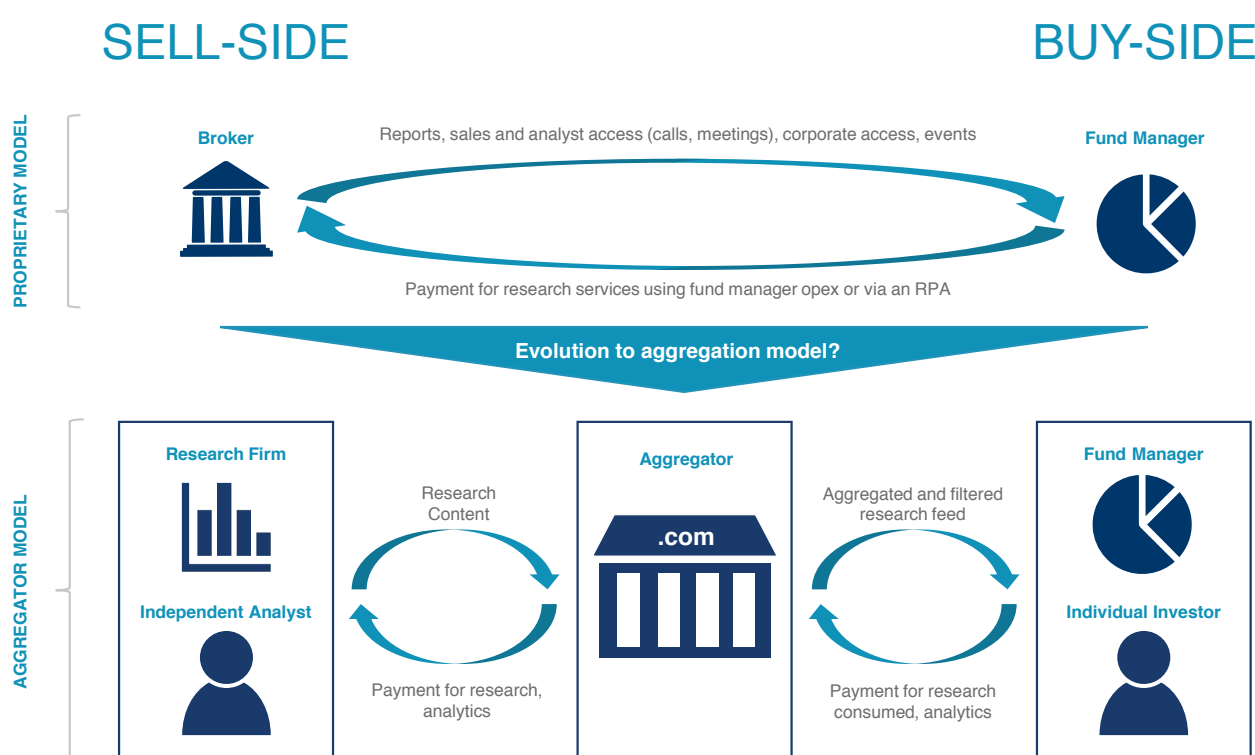 SELL-SIDE
BUY-SIDE
PROPRIETARY MODEL
Broker
Reports, sales and analyst access (calls, meetings), corporate access, events
Fund Manager
Payment for research services using fund manager opex or via an RPA
Evolution to aggregation model?
AGGREGATOR MODEL
Research Firm
Independent Analyst
Research
Content
Payment for research,
analytics
Aggregator
.com
Aggregated and filtered
research feed
Payment for research
consumed, analytics
Fund Manager
Individual Investor